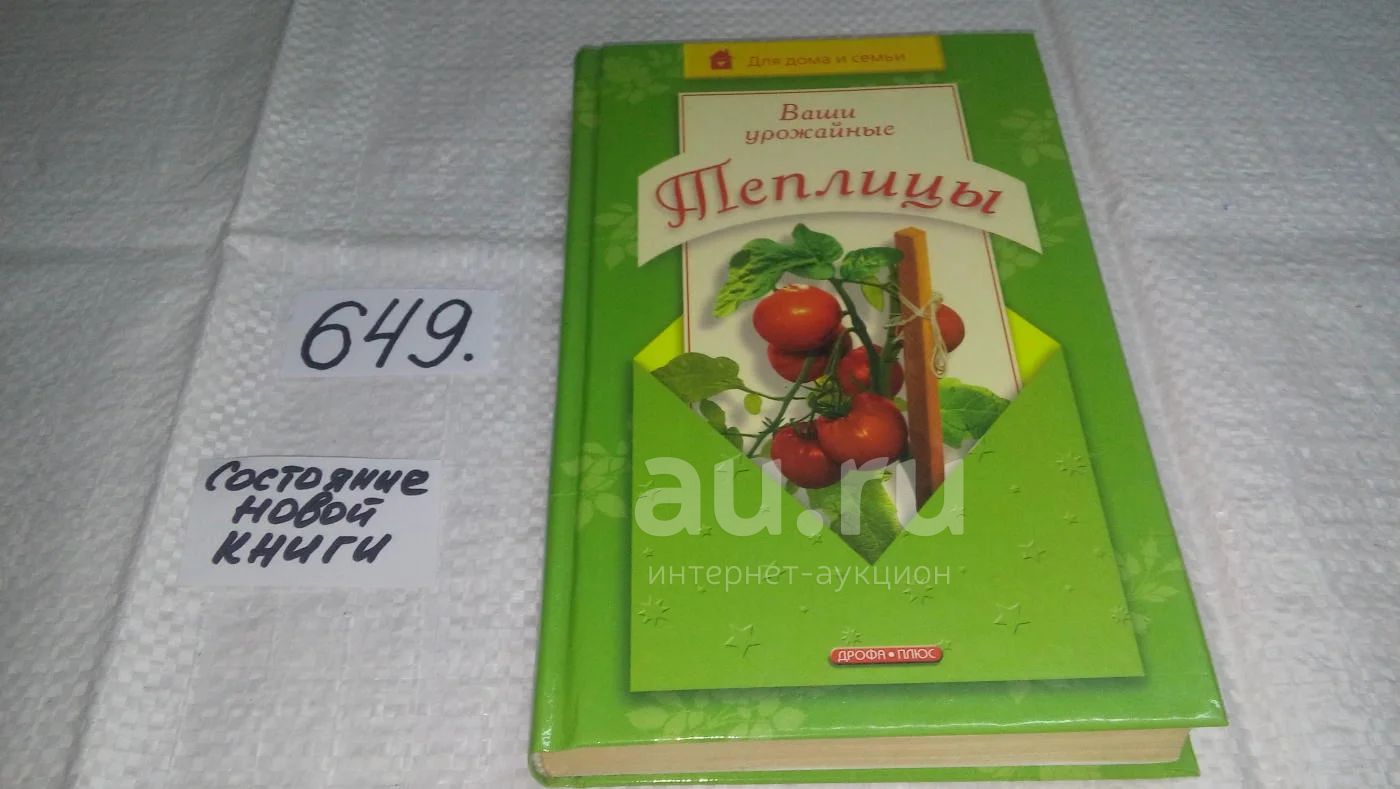 Для дома и семьи
Ваши
урожайные
Теплицы
649.
Состояние
новой
книги
au.ru
интернет-аукцион
ДРОФА•ПЛЮС